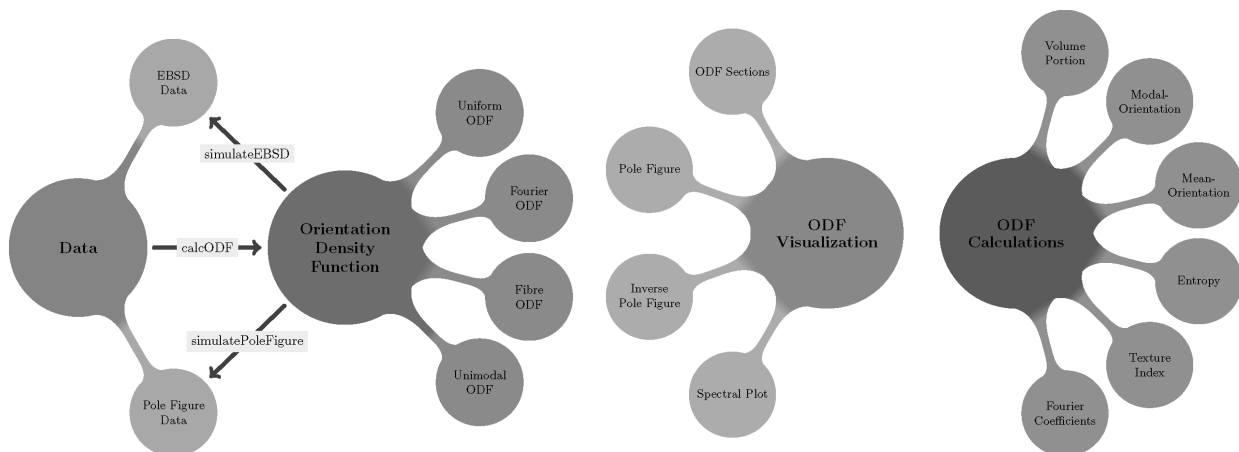 EBSD
Data
simulateEBSD
Data
calcODF
Orientation
Density
Function
simulatePoleFigure
Pole Figure
Data
Uniform
ODF
Fourier
ODF
Fibre
ODF
Unimodal
ODF
ODF Sections
Pole Figure
ODF
Visualization
Inverse
Pole Figure
Spectral Plot
Volume
Portion
Modal-
Orientation
Mean-
Orientation
ODF
Calculations
Entropy
Texture
Index
Fourier
Coefficients